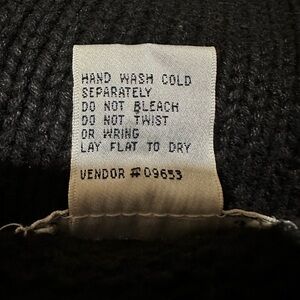 HAND WASH COLD
SEPARATELY
DO NOT BLEACH
DO NOT TWIST
OR WRING
LAY FLAT TO DRY
VENDOR #09653